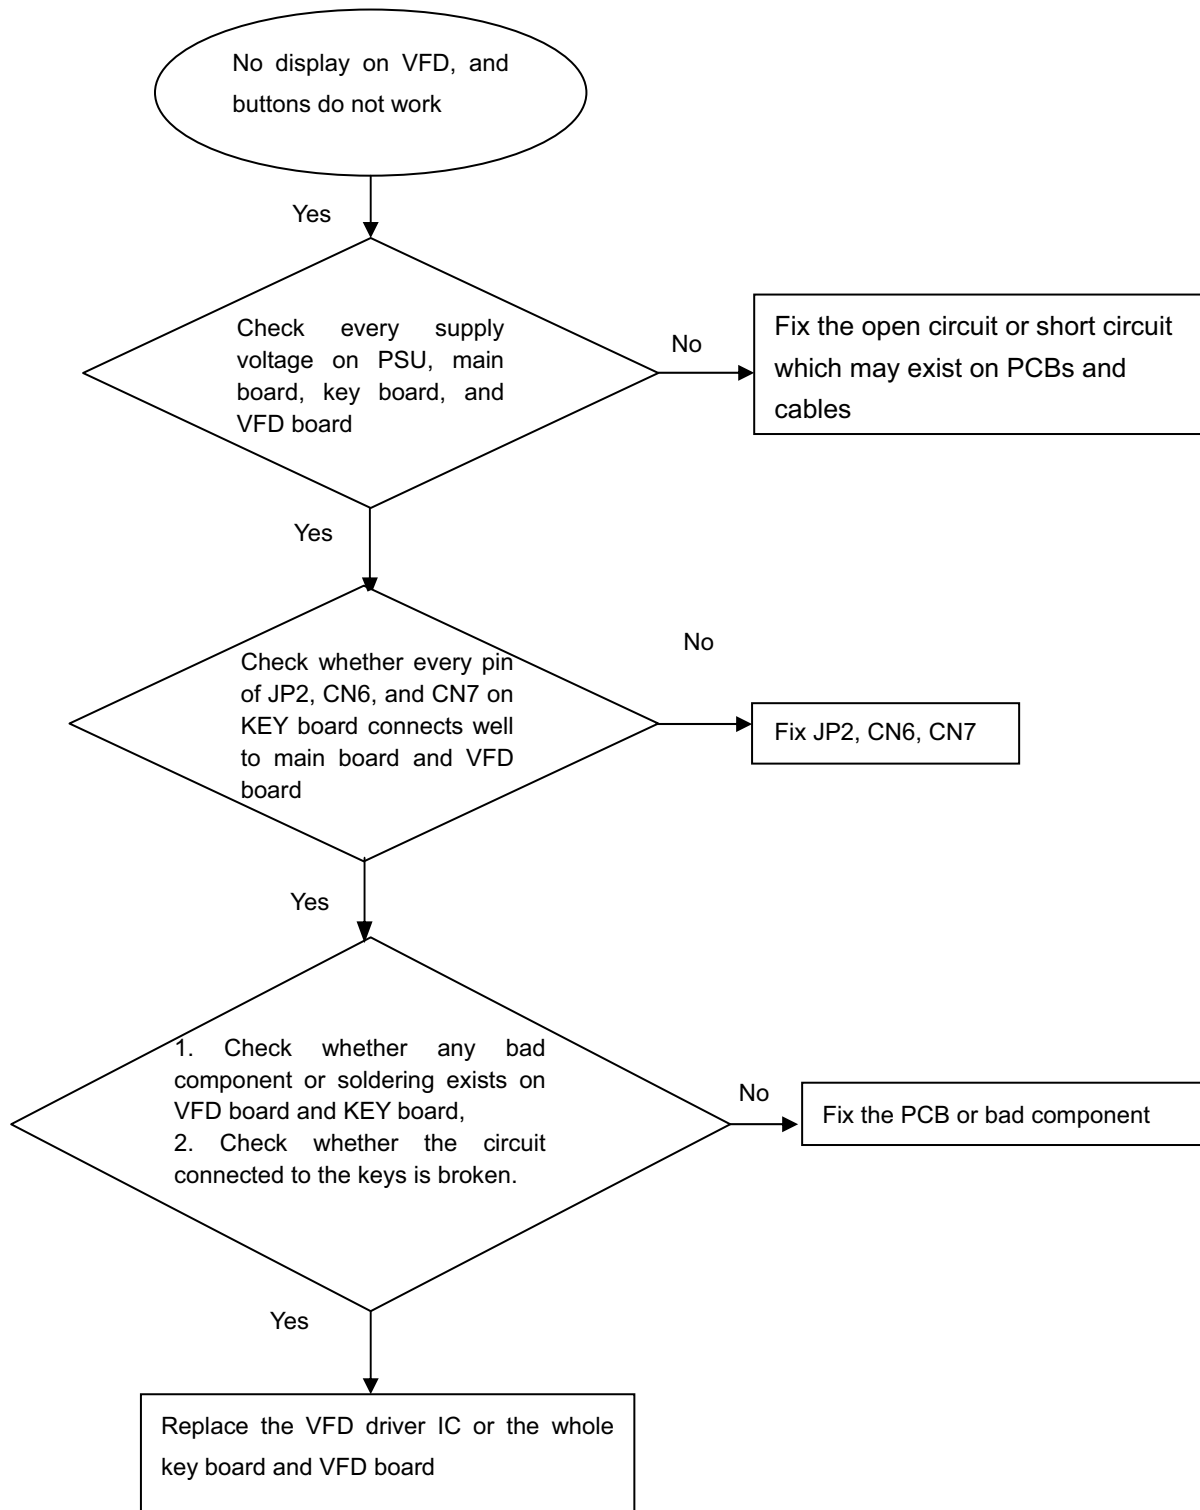 No display on VFD, and
buttons do not work
Yes
Check every supply
voltage on PSU, main
board, key board, and
VFD board
No
Fix the open circuit or short circuit
which may exist on PCBs and
cables
Yes
Check whether every pin
of JP2, CN6, and CN7 on
KEY board connects well
to main board and VFD
board
No
Fix JP2, CN6, CN7
Yes
1. Check whether any bad
component or soldering exists on
VFD board and KEY board,
2. Check whether the circuit
connected to the keys is broken.
No
Fix the PCB or bad component
Yes
Replace the VFD driver IC or the whole
key board and VFD board